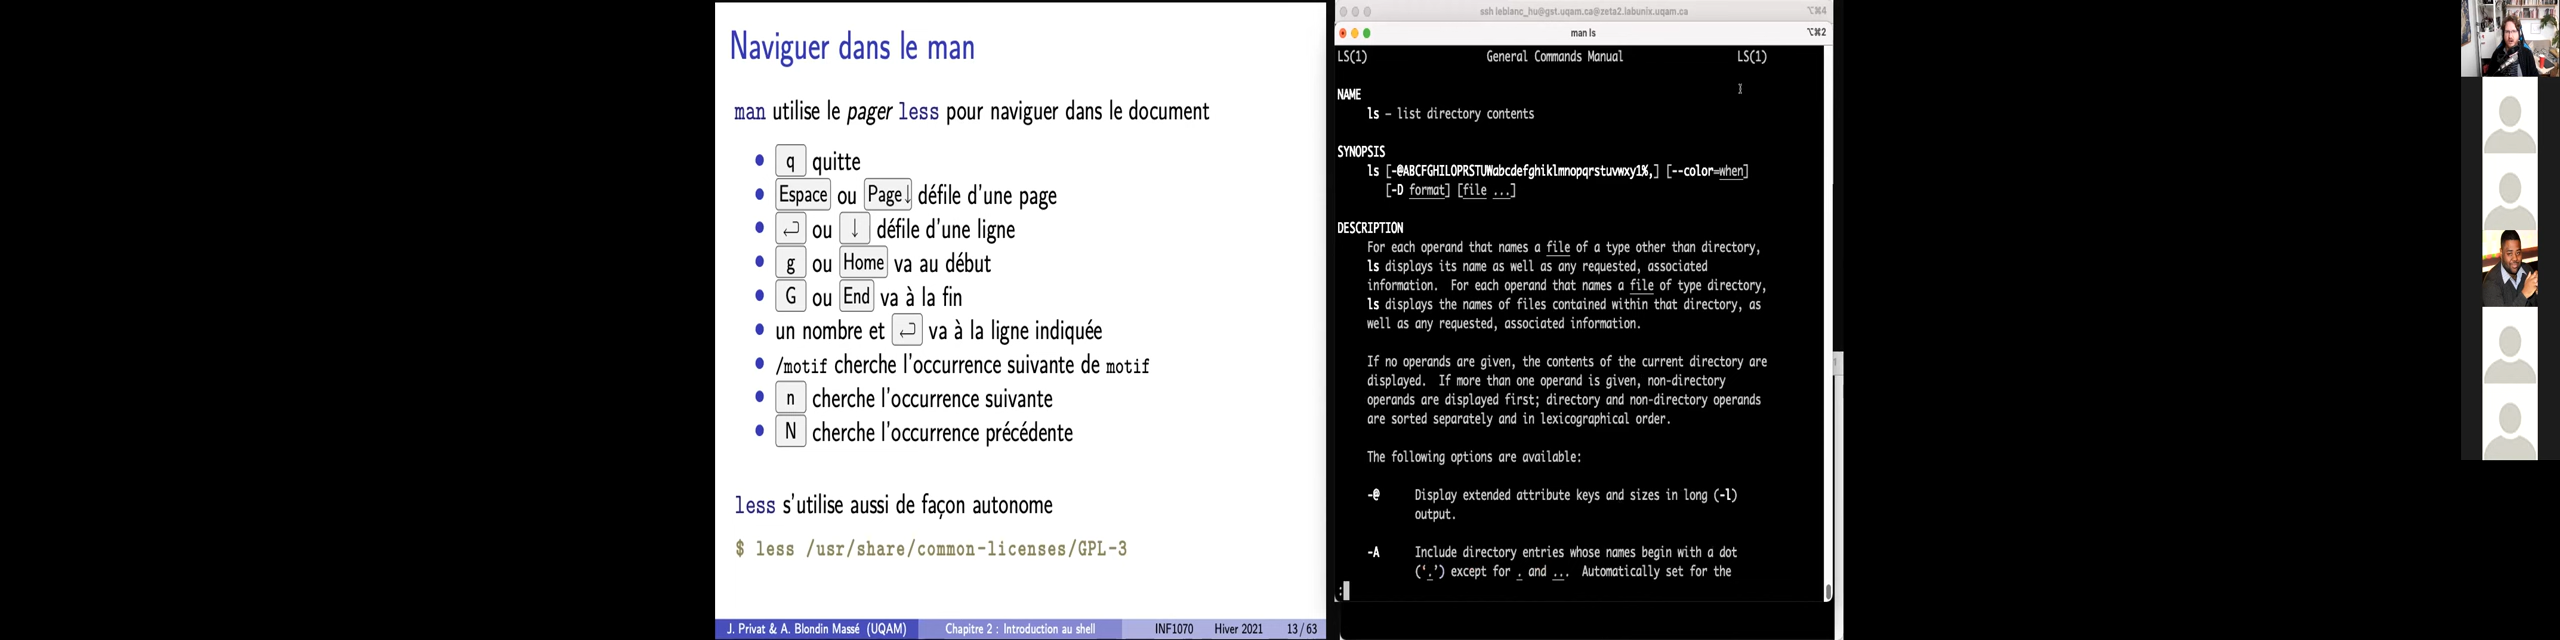 Naviguer dans le man
man utilise le pager less pour naviguer dans le document
• q quitte
• Espace ou Page↓ défile d'une page
• ↵ ou ↓ défile d'une ligne
• g ou Home va au début
• G ou End va à la fin
• un nombre et ↵ va à la ligne indiquée
• /motif cherche l'occurrence suivante de motif
• n cherche l'occurrence suivante
• N cherche l'occurrence précédente
less s'utilise aussi de façon autonome
$ less /usr/share/common-licenses/GPL-3
J. Privat & A. Blondin Massé (UQAM) Chapitre 2 : Introduction au shell INF1070 Hiver 2021 13 / 63
ssh leblanc_hu@gst.uqam.ca@zeta2.labunix.uqam.ca ⌥⌘4
man ls ⌥⌘2
LS(1) General Commands Manual LS(1)
NAME
ls – list directory contents
SYNOPSIS
ls [-@ABCFGHILOPRSTUWabcdefghiklmnopqrstuvwxy1%,] [--color=when]
[-D format] [file ...]
DESCRIPTION
For each operand that names a file of a type other than directory,
ls displays its name as well as any requested, associated
information. For each operand that names a file of type directory,
ls displays the names of files contained within that directory, as
well as any requested, associated information.
If no operands are given, the contents of the current directory are
displayed. If more than one operand is given, non-directory
operands are displayed first; directory and non-directory operands
are sorted separately and in lexicographical order.
The following options are available:
-@ Display extended attribute keys and sizes in long (-l)
output.
-A Include directory entries whose names begin with a dot
(‘.’) except for . and ... Automatically set for the
: